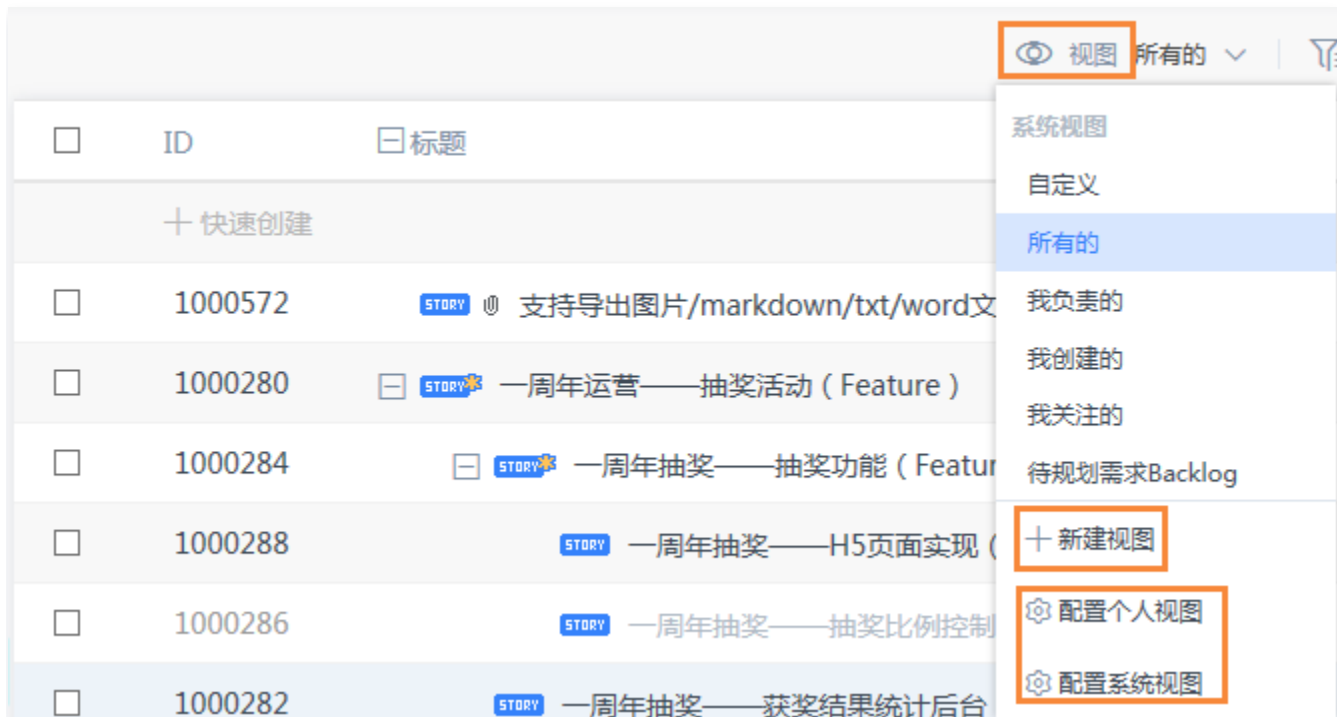 视图 所有的
ID 标题
快速创建
1000572 STORY 支持导出图片/markdown/txt/word文
1000280 STORY 一周年运营——抽奖活动（Feature）
1000284 STORY 一周年抽奖——抽奖功能（Featur
1000288 STORY 一周年抽奖——H5页面实现（
1000286 STORY 一周年抽奖——抽奖比例控制
1000282 STORY 一周年抽奖——获奖结果统计后台
系统视图
自定义
所有的
我负责的
我创建的
我关注的
待规划需求Backlog
新建视图
配置个人视图
配置系统视图